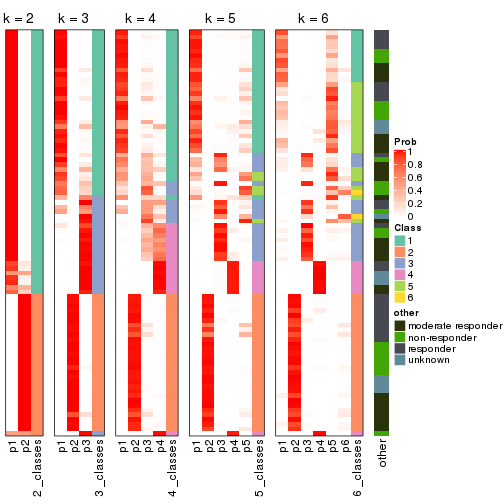 k = 2 k = 3 k = 4 k = 5 k = 6
Prob
1
0.8
0.6
0.4
0.2
0
Class
1
2
3
4
5
6
other
moderate responder
non-responder
responder
unknown
p1 p2 2_classes p1 p2 p3 3_classes p1 p2 p3 p4 4_classes p1 p2 p3 p4 p5 5_classes p1 p2 p3 p4 p5 p6 6_classes other